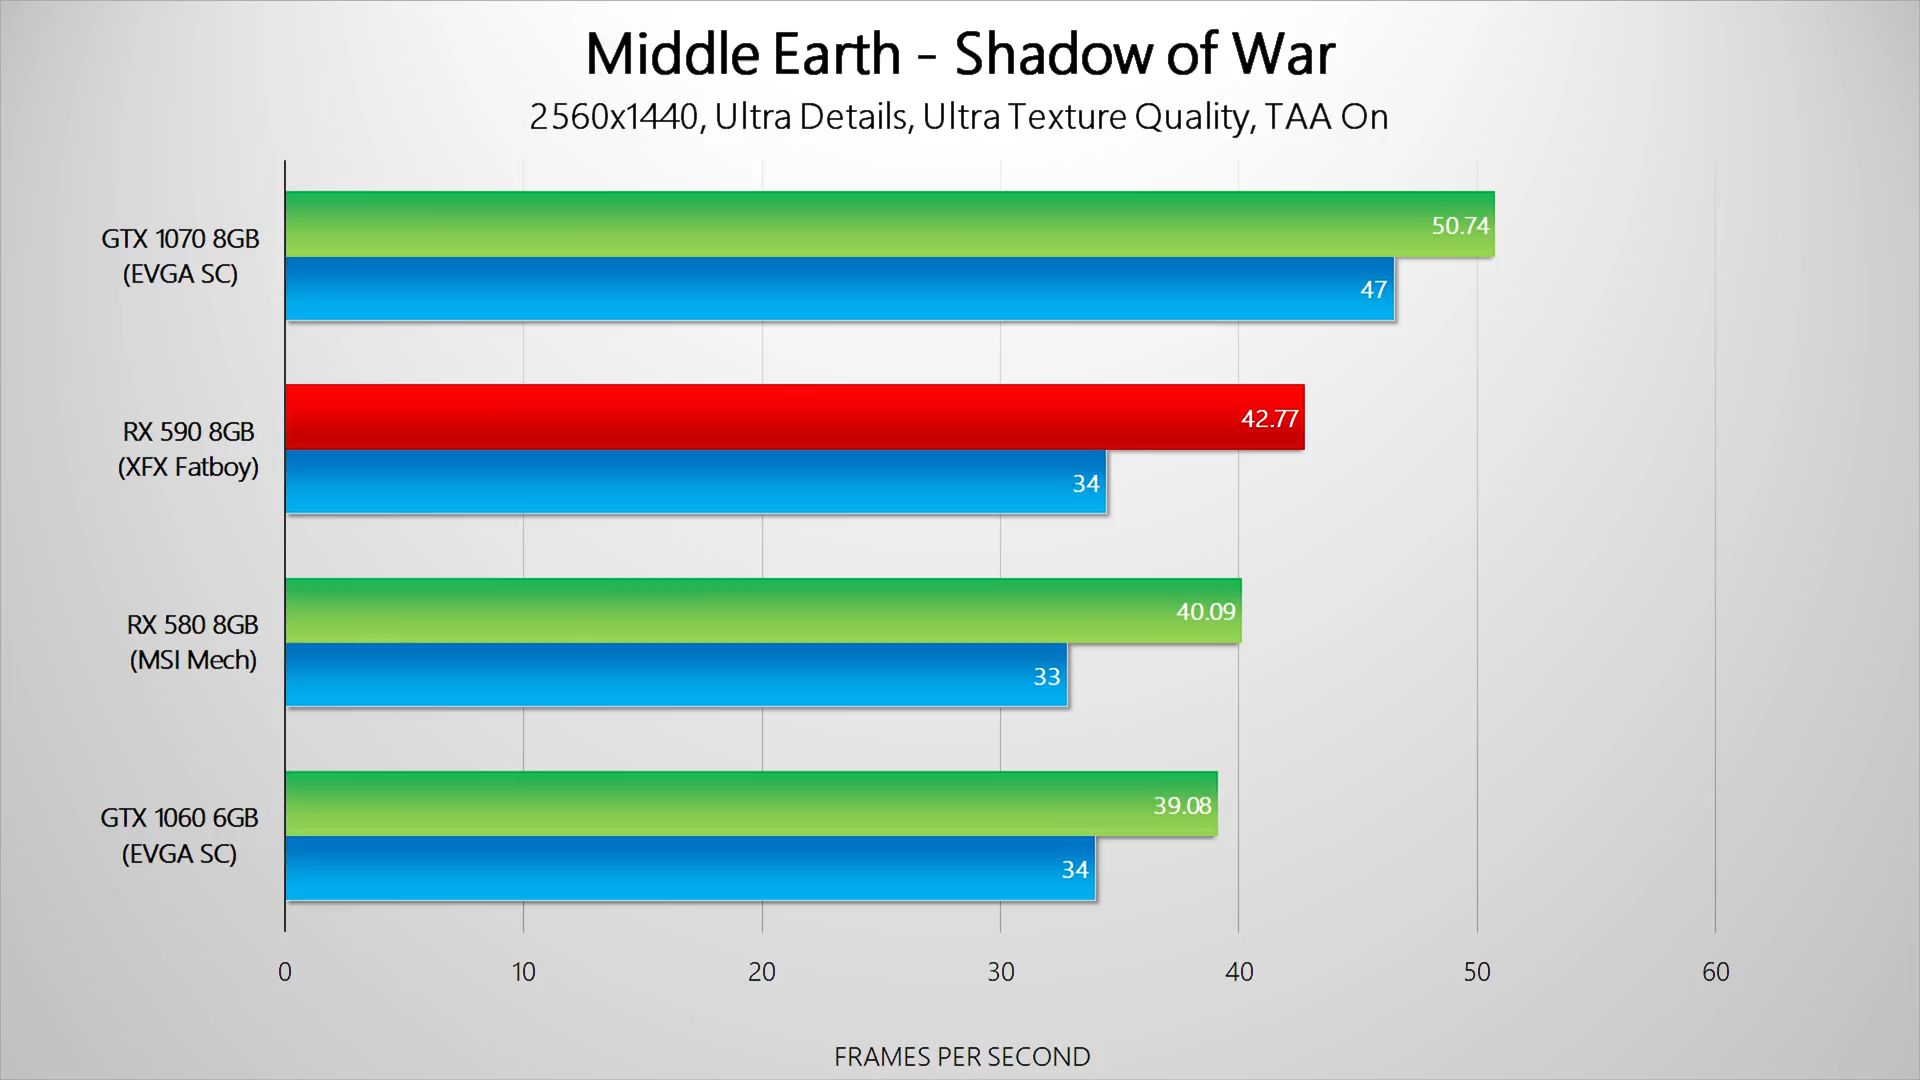 Middle Earth - Shadow of War
2560x1440, Ultra Details, Ultra Texture Quality, TAA On
GTX 1070 8GB
(EVGA SC)
50.74
47
RX 590 8GB
(XFX Fatboy)
42.77
34
RX 580 8GB
(MSI Mech)
40.09
33
GTX 1060 6GB
(EVGA SC)
39.08
34
0 10 20 30 40 50 60
FRAMES PER SECOND